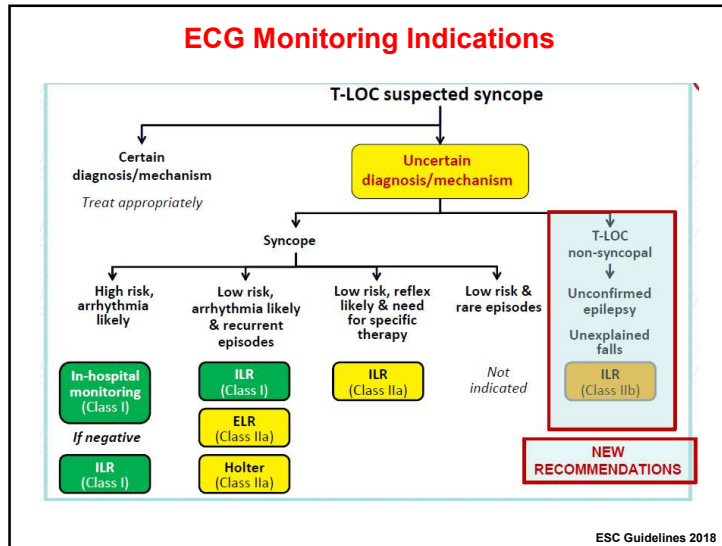 ECG Monitoring Indications
T-LOC suspected syncope
Certain
diagnosis/mechanism
Treat appropriately
Uncertain
diagnosis/mechanism
Syncope
T-LOC
non-syncopal
Unconfirmed
epilepsy
Unexplained
falls
ILR
(Class IIb)
High risk,
arrhythmia
likely
In-hospital
monitoring
(Class I)
If negative
ILR
(Class I)
Low risk,
arrhythmia likely
& recurrent
episodes
ILR
(Class I)
ELR
(Class IIa)
Holter
(Class IIa)
Low risk, reflex
likely & need
for specific
therapy
ILR
(Class IIa)
Low risk &
rare episodes
Not
indicated
NEW
RECOMMENDATIONS
ESC Guidelines 2018